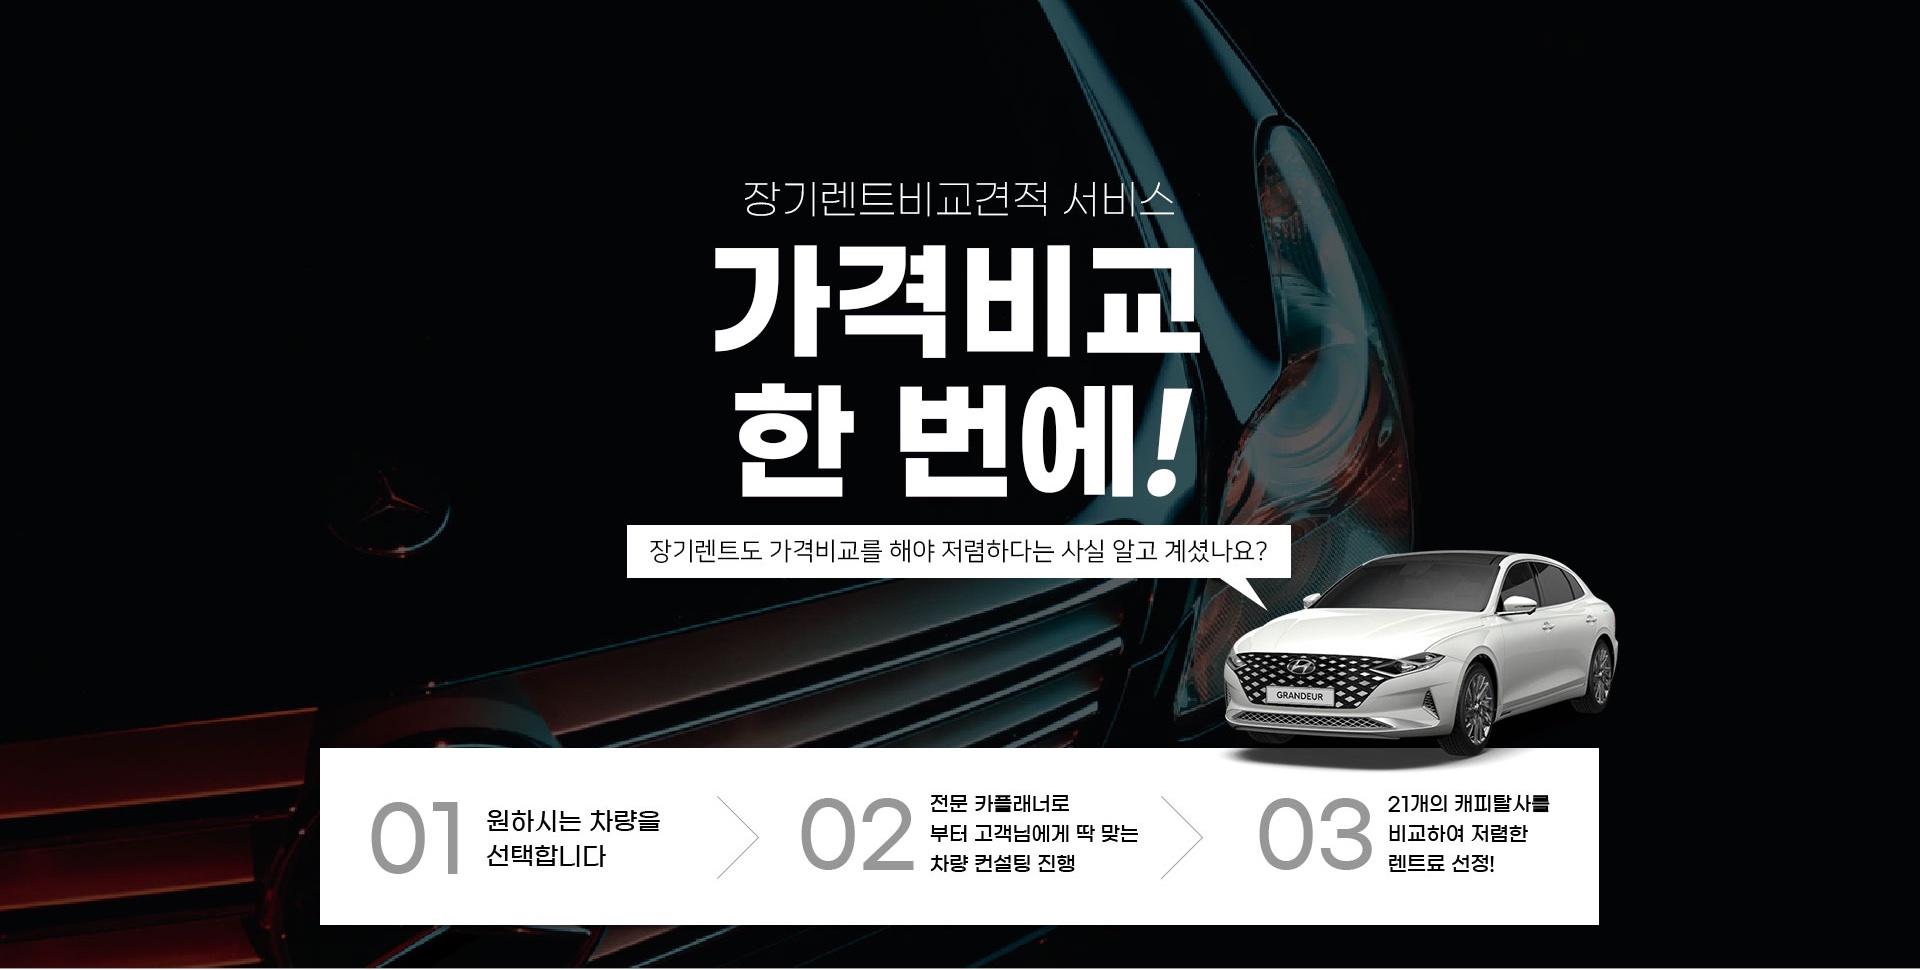 장기렌트비교견적 서비스
가격비교
한 번에!
장기렌트도 가격비교를 해야 저렴하다는 사실 알고 계셨나요?
GRANDEUR
01
원하시는 차량을
선택합니다
02
전문 카플래너로
부터 고객님에게 딱 맞는
차량 컨설팅 진행
03
21개의 캐피탈사를
비교하여 저렴한
렌트료 선정!